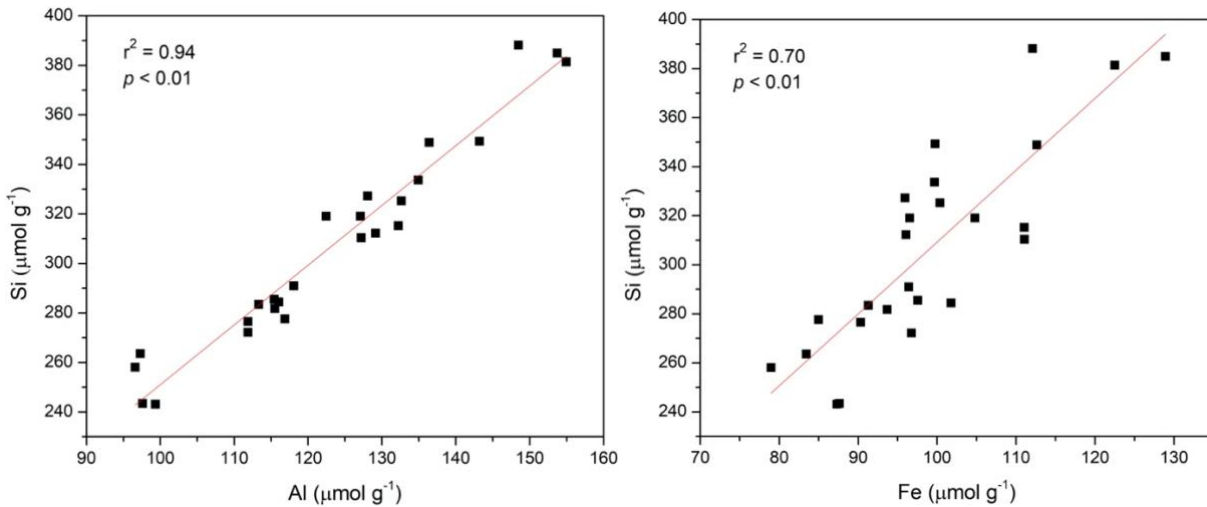 400
380
360
340
320
300
280
260
240
Si (μmol g⁻¹)
r² = 0.94
p < 0.01
90 100 110 120 130 140 150 160
Al (μmol g⁻¹)
400
380
360
340
320
300
280
260
240
Si (μmol g⁻¹)
r² = 0.70
p < 0.01
70 80 90 100 110 120 130
Fe (μmol g⁻¹)